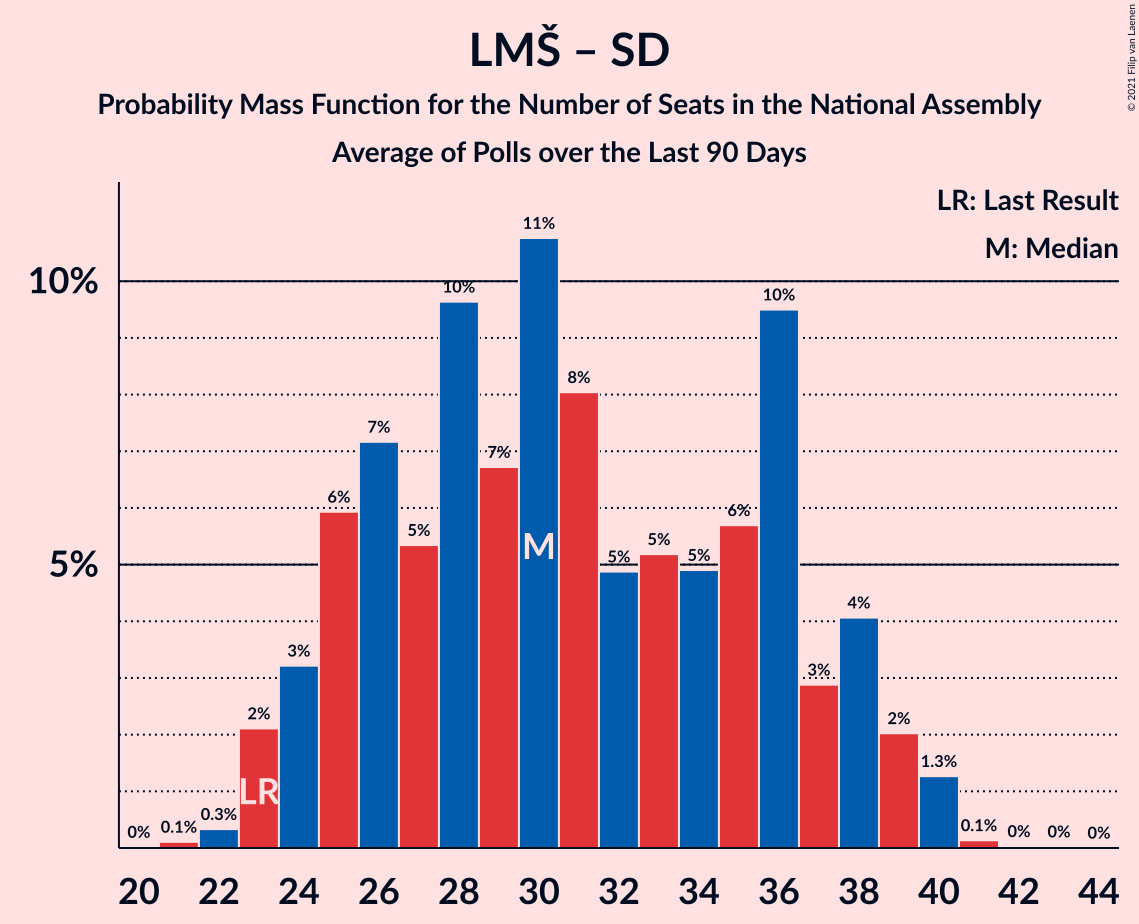 LMŠ – SD
Probability Mass Function for the Number of Seats in the National Assembly
Average of Polls over the Last 90 Days
© 2021 Filip van Laenen
LR: Last Result
M: Median
10%
5%
0% 0.1% 0.3% 2% 3% 6% 7% 5% 10% 7% 11% 8% 5% 5% 5% 6% 10% 3% 4% 2% 1.3% 0.1% 0% 0% 0%
LR M
20 22 24 26 28 30 32 34 36 38 40 42 44